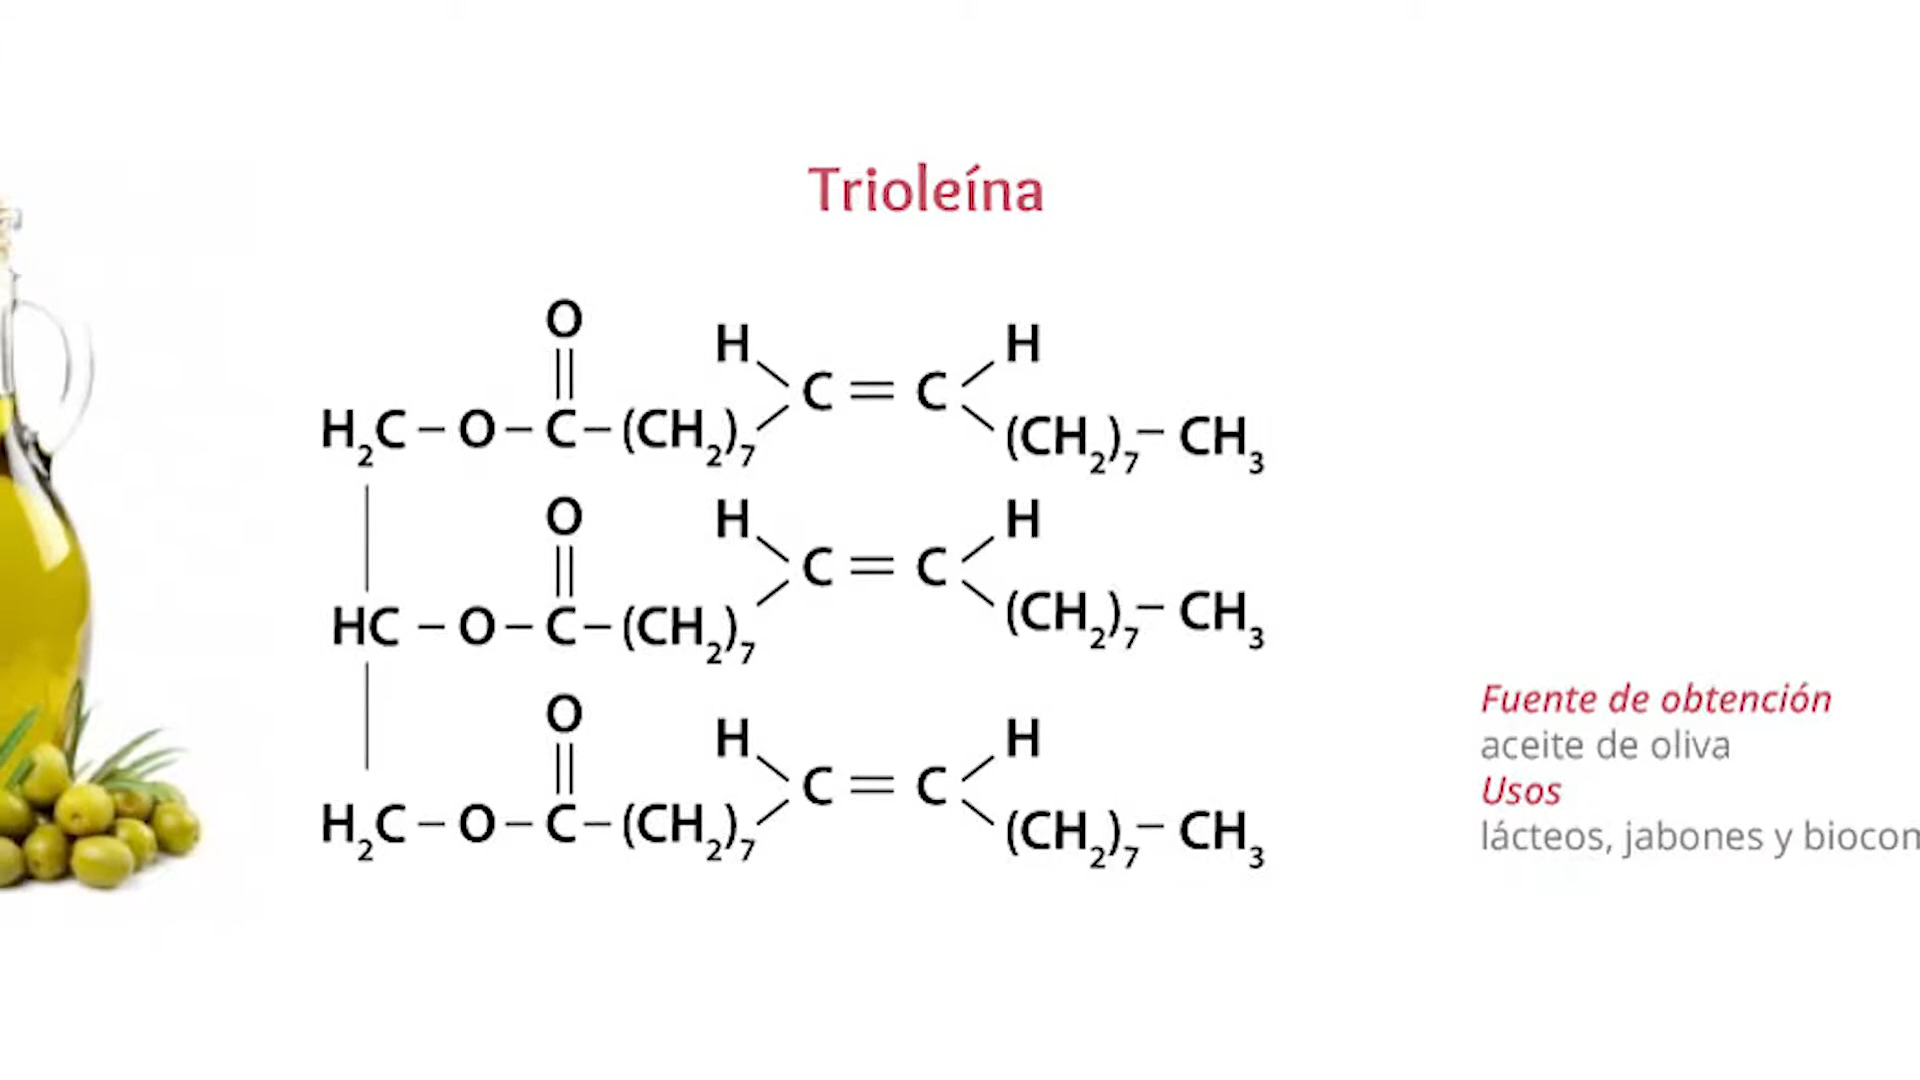 Trioleína
O
H H
C = C
H₂C – O – C – (CH₂)₇ (CH₂)₇ – CH₃
O
H H
C = C
HC – O – C – (CH₂)₇ (CH₂)₇ – CH₃
O
H H
C = C
H₂C – O – C – (CH₂)₇ (CH₂)₇ – CH₃
Fuente de obtención
aceite de oliva
Usos
lácteos, jabones y